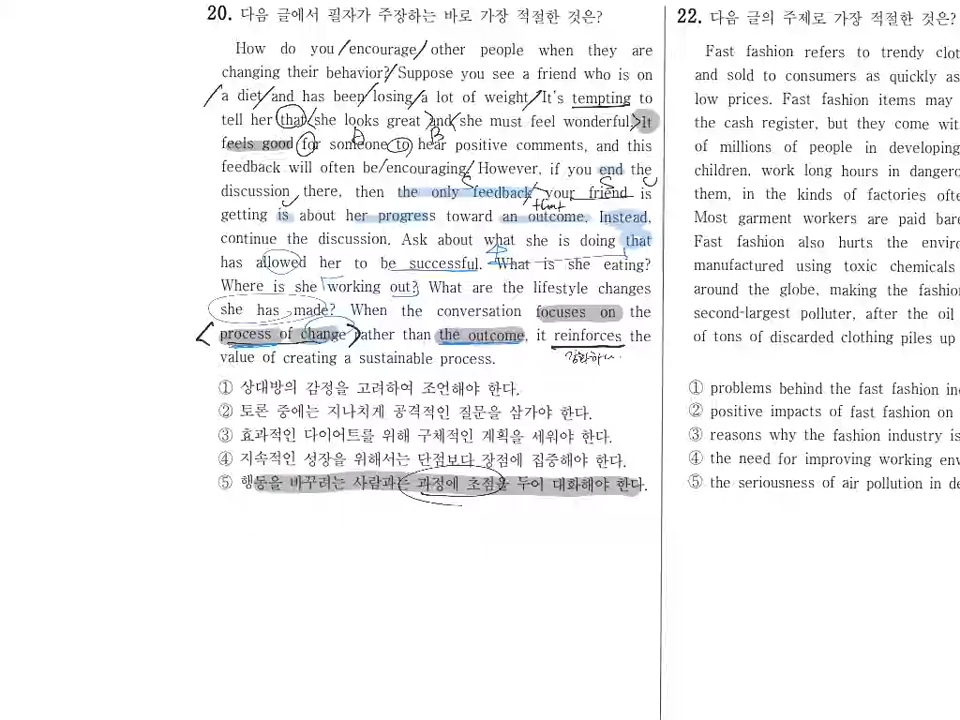 20. 다음 글에서 필자가 주장하는 바로 가장 적절한 것은?
How do you encourage other people when they are
changing their behavior? Suppose you see a friend who is on
a diet and has been losing a lot of weight. It's tempting to
tell her that she looks great and she must feel wonderful. It
feels good for someone to hear positive comments, and this
feedback will often be encouraging. However, if you end the
discussion there, then the only feedback your friend is
that
getting is about her progress toward an outcome. Instead,
continue the discussion. Ask about what she is doing that
has allowed her to be successful. What is she eating?
Where is she working out? What are the lifestyle changes
she has made? When the conversation focuses on the
process of change rather than the outcome, it reinforces the
value of creating a sustainable process.
① 상대방의 감정을 고려하여 조언해야 한다.
② 토론 중에는 지나치게 공격적인 질문을 삼가야 한다.
③ 효과적인 다이어트를 위해 구체적인 계획을 세워야 한다.
④ 지속적인 성장을 위해서는 단점보다 장점에 집중해야 한다.
⑤ 행동을 바꾸려는 사람과는 과정에 초점을 두어 대화해야 한다.
22. 다음 글의 주제로 가장 적절한 것은?
Fast fashion refers to trendy clot
and sold to consumers as quickly as
low prices. Fast fashion items may
the cash register, but they come wit
of millions of people in developing
children, work long hours in dangero
them, in the kinds of factories ofte
Most garment workers are paid bare
Fast fashion also hurts the enviro
manufactured using toxic chemicals
around the globe, making the fashio
second-largest polluter, after the oil
of tons of discarded clothing piles up
① problems behind the fast fashion in
② positive impacts of fast fashion on
③ reasons why the fashion industry is
④ the need for improving working env
⑤ the seriousness of air pollution in de